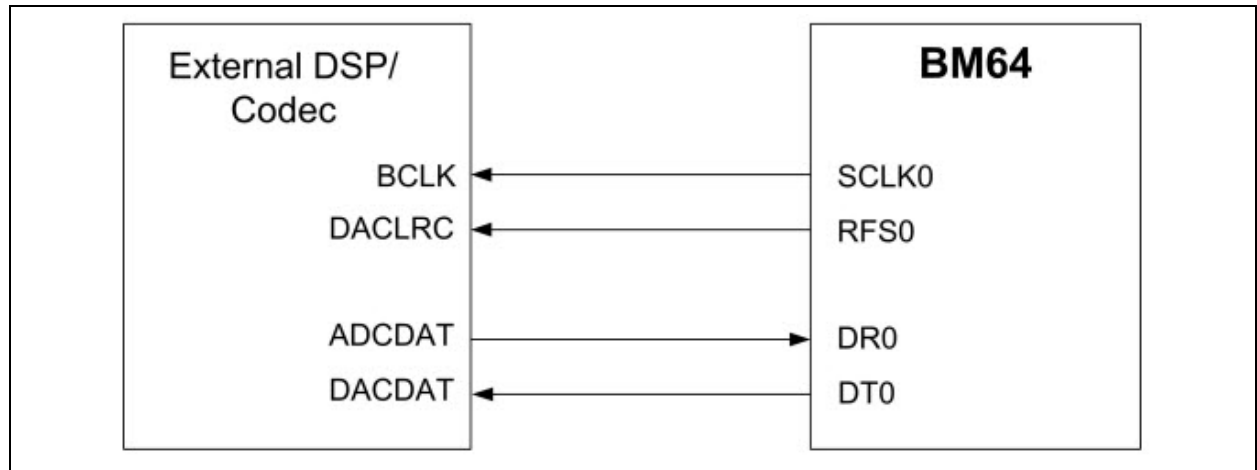 External DSP/
Codec
BCLK
DACLRC
ADCDAT
DACDAT
BM64
SCLK0
RFS0
DR0
DT0